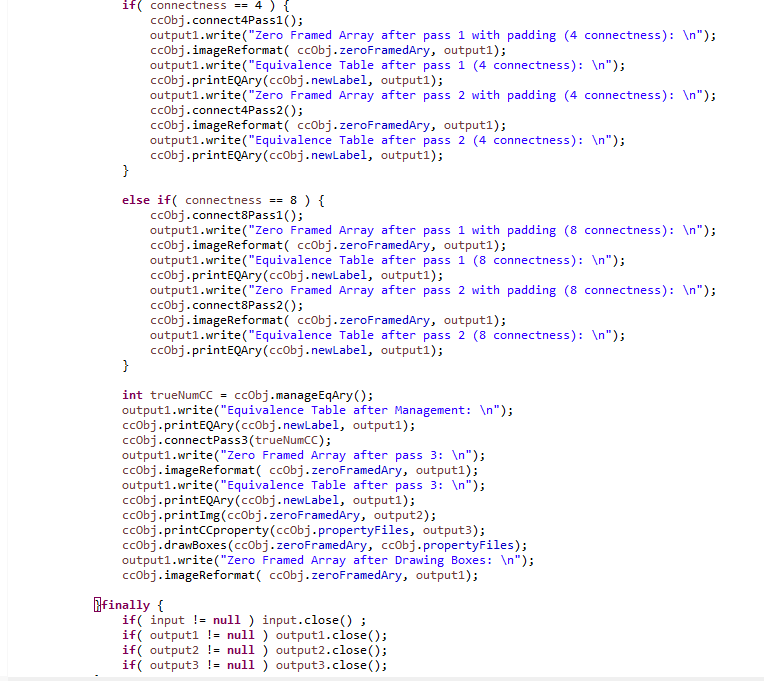 if( connectness == 4 ) {
ccObj.connect4Pass1();
output1.write("Zero Framed Array after pass 1 with padding (4 connectness): \n");
ccObj.imageReformat( ccObj.zeroFramedAry, output1);
output1.write("Equivalence Table after pass 1 (4 connectness): \n");
ccObj.printEQAry(ccObj.newLabel, output1);
output1.write("Zero Framed Array after pass 2 with padding (4 connectness): \n");
ccObj.connect4Pass2();
ccObj.imageReformat( ccObj.zeroFramedAry, output1);
output1.write("Equivalence Table after pass 2 (4 connectness): \n");
ccObj.printEQAry(ccObj.newLabel, output1);
}
else if( connectness == 8 ) {
ccObj.connect8Pass1();
output1.write("Zero Framed Array after pass 1 with padding (8 connectness): \n");
ccObj.imageReformat( ccObj.zeroFramedAry, output1);
output1.write("Equivalence Table after pass 1 (8 connectness): \n");
ccObj.printEQAry(ccObj.newLabel, output1);
output1.write("Zero Framed Array after pass 2 with padding (8 connectness): \n");
ccObj.connect8Pass2();
ccObj.imageReformat( ccObj.zeroFramedAry, output1);
output1.write("Equivalence Table after pass 2 (8 connectness): \n");
ccObj.printEQAry(ccObj.newLabel, output1);
}
int trueNumCC = ccObj.manageEqAry();
output1.write("Equivalence Table after Management: \n");
ccObj.printEQAry(ccObj.newLabel, output1);
ccObj.connectPass3(trueNumCC);
output1.write("Zero Framed Array after pass 3: \n");
ccObj.imageReformat( ccObj.zeroFramedAry, output1);
output1.write("Equivalence Table after pass 3: \n");
ccObj.printEQAry(ccObj.newLabel, output1);
ccObj.printImg(ccObj.zeroFramedAry, output2);
ccObj.printCCproperty(ccObj.propertyFiles, output3);
ccObj.drawBoxes(ccObj.zeroFramedAry, ccObj.propertyFiles);
output1.write("Zero Framed Array after Drawing Boxes: \n");
ccObj.imageReformat( ccObj.zeroFramedAry, output1);
}finally {
if( input != null ) input.close() ;
if( output1 != null ) output1.close();
if( output2 != null ) output2.close();
if( output3 != null ) output3.close();